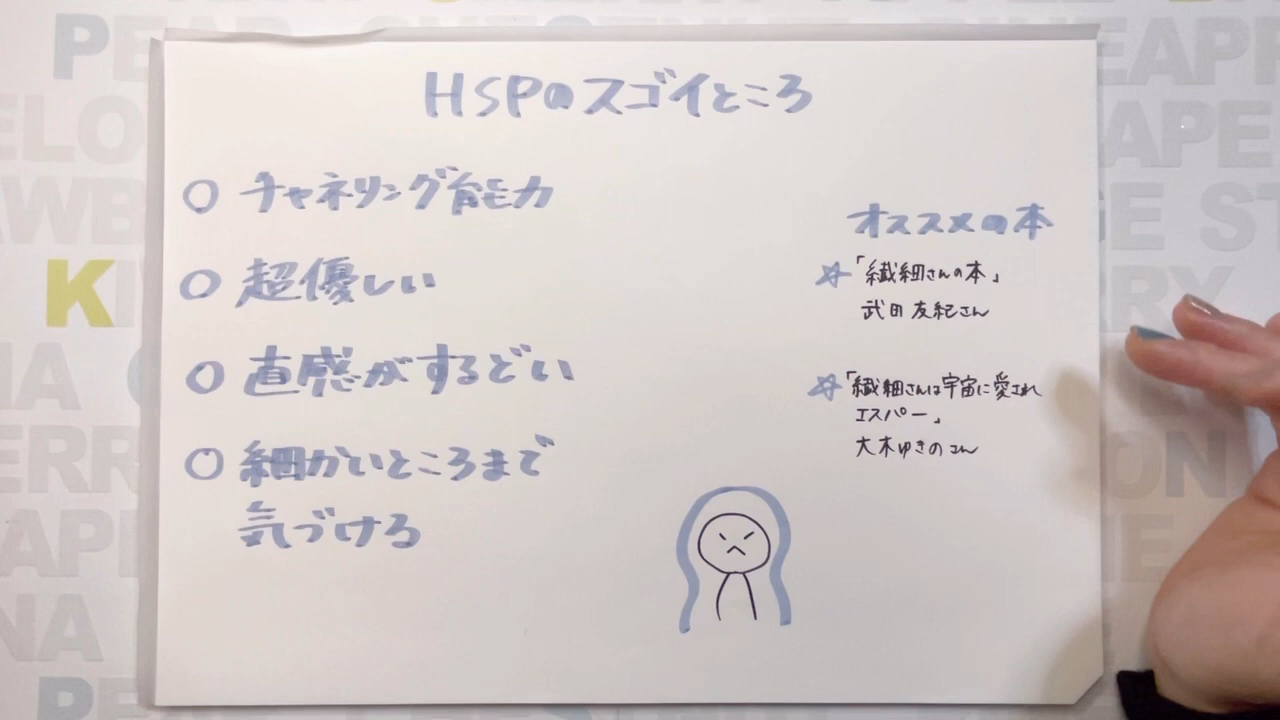 HSPのスゴイところ
○ チャネリング能力
○ 超優しい
○ 直感がするどい
○ 細かいところまで
気づける
オススメの本
☆「繊細さんの本」
武田友紀さん
☆「繊細さんは宇宙に愛され
エスパー」
大木ゆきのさん
K